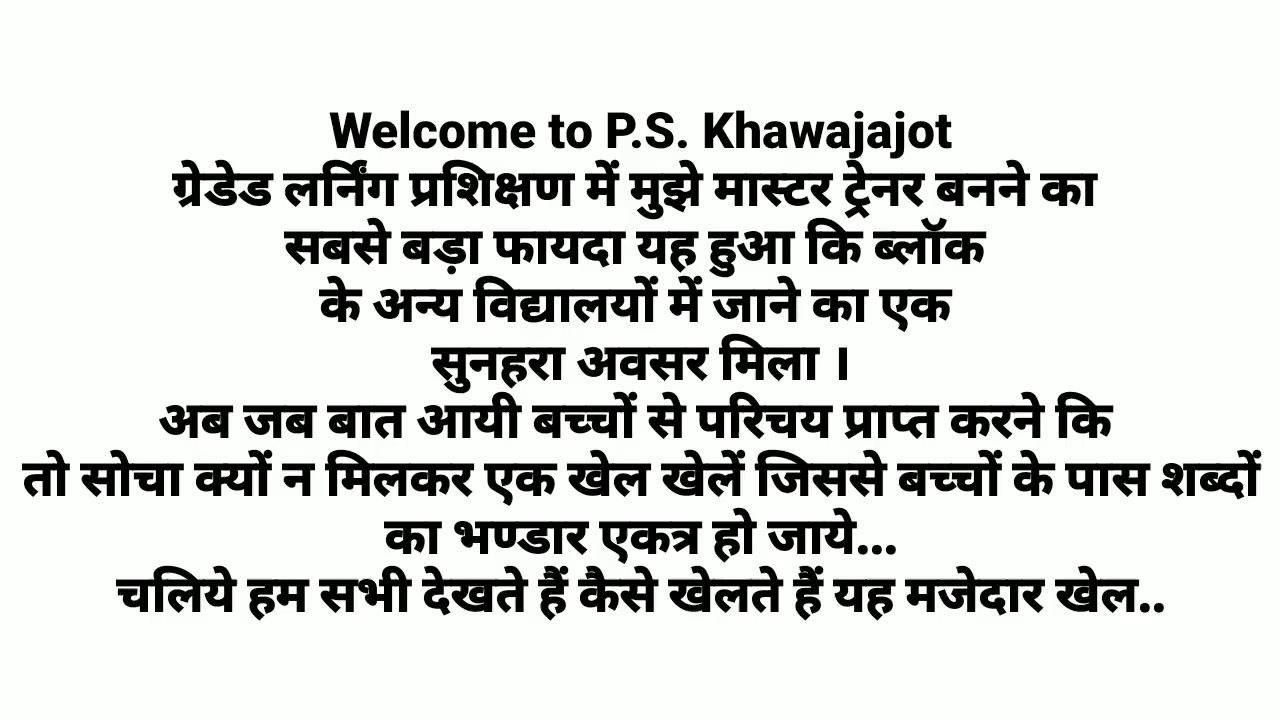 Welcome to P.S. Khawajajot
ग्रेडेड लर्निंग प्रशिक्षण में मुझे मास्टर ट्रेनर बनने का
सबसे बड़ा फायदा यह हुआ कि ब्लॉक
के अन्य विद्यालयों में जाने का एक
सुनहरा अवसर मिला ।
अब जब बात आयी बच्चों से परिचय प्राप्त करने कि
तो सोचा क्यों न मिलकर एक खेल खेलें जिससे बच्चों के पास शब्दों
का भण्डार एकत्र हो जाये...
चलिये हम सभी देखते हैं कैसे खेलते हैं यह मजेदार खेल..